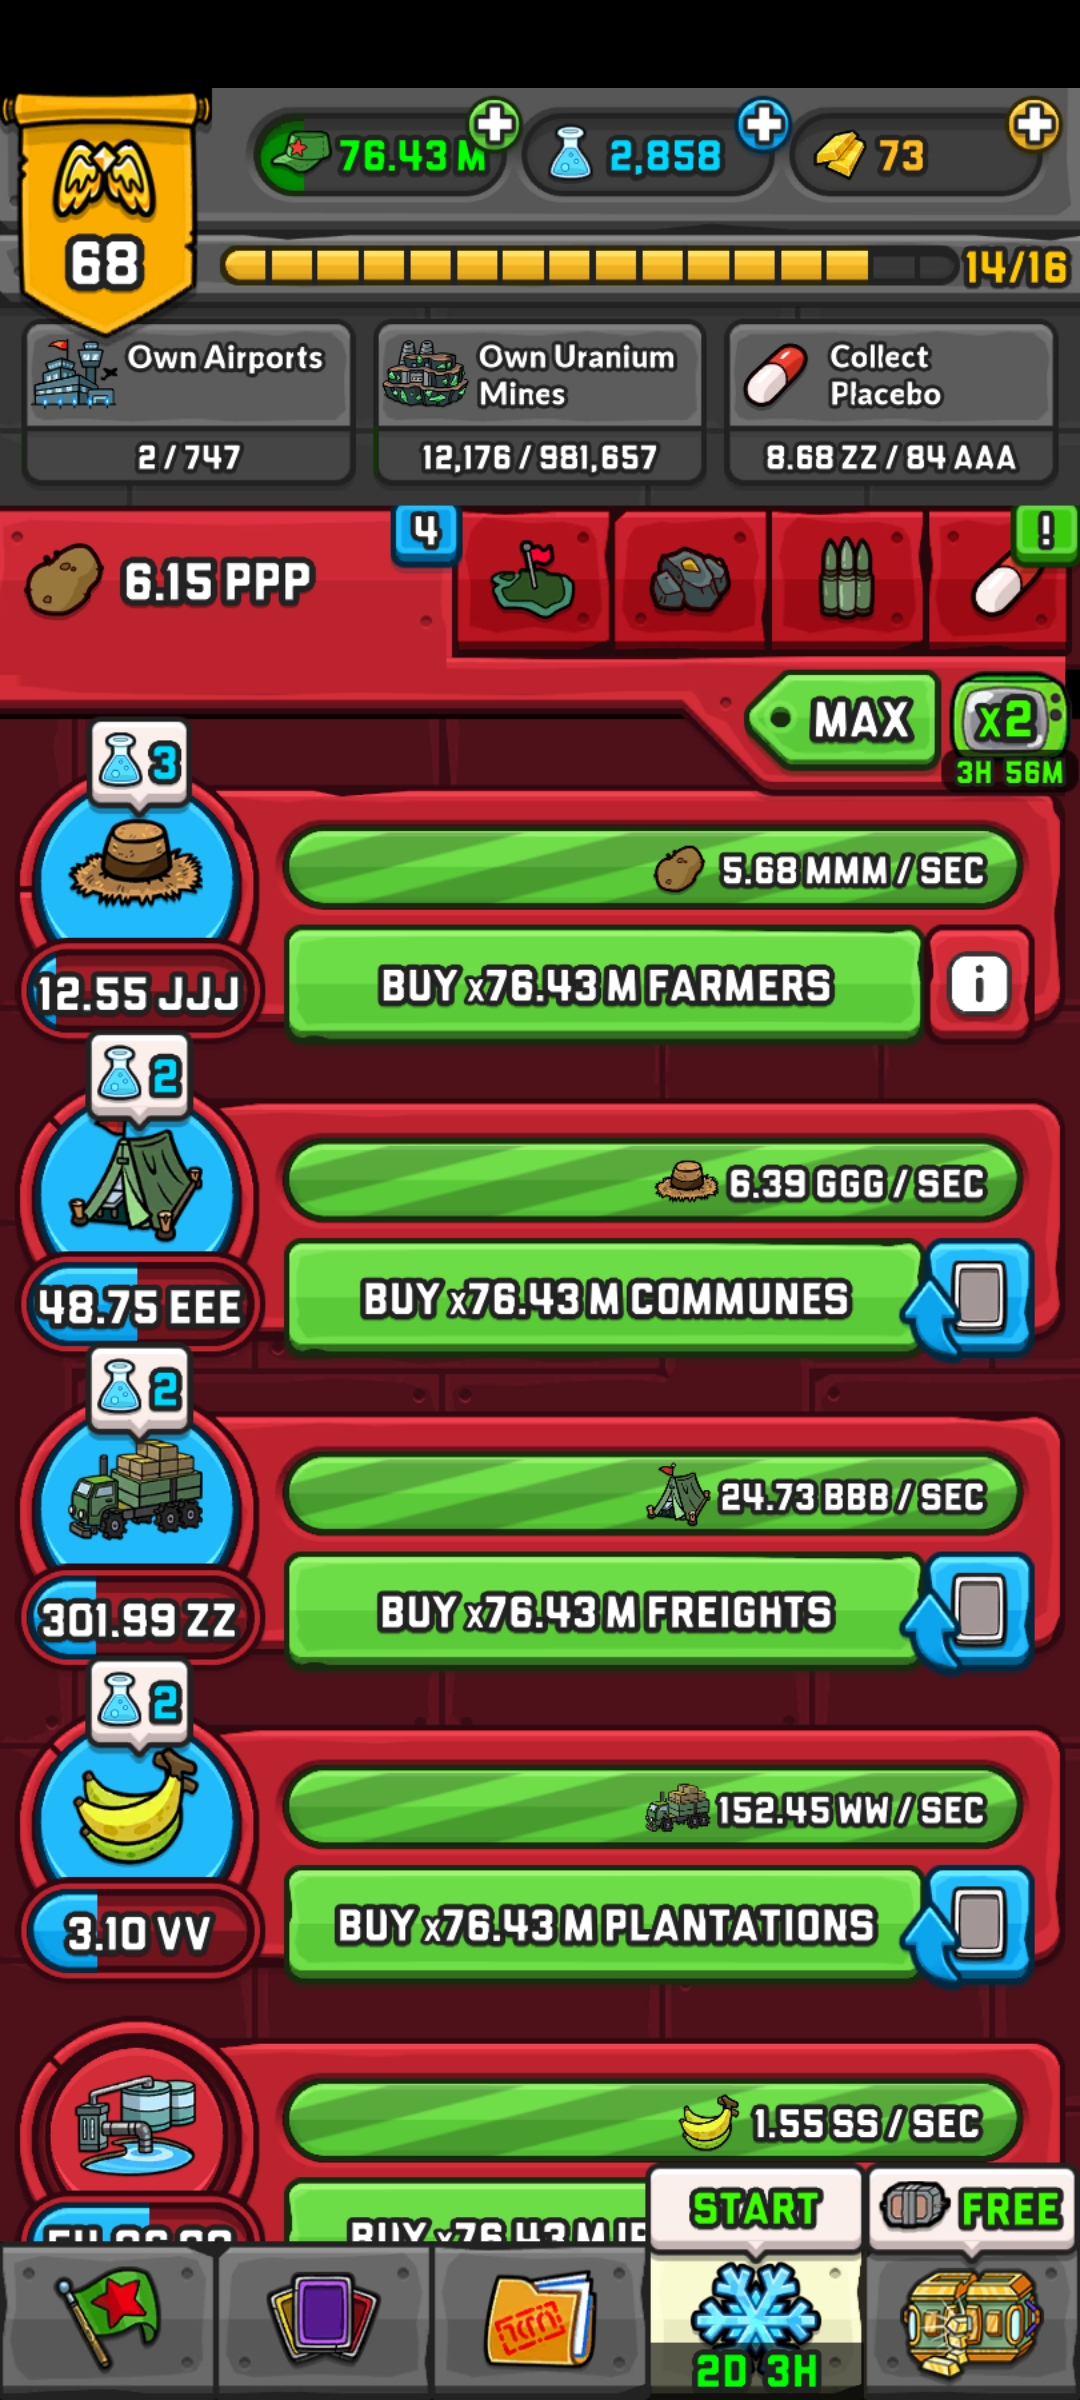 76.43 M
2,858
73
68
14/16
Own Airports
2 / 747
Own Uranium
Mines
12,176 / 981,657
Collect
Placebo
8.68 ZZ / 84 AAA
6.15 PPP
4
!
MAX
x2
3H 56M
3
5.68 MMM / SEC
12.55 JJJ
BUY x76.43 M FARMERS
i
2
6.39 GGG / SEC
48.75 EEE
BUY x76.43 M COMMUNES
2
24.73 BBB / SEC
301.99 ZZ
BUY x76.43 M FREIGHTS
2
152.45 WW / SEC
3.10 VV
BUY x76.43 M PLANTATIONS
1.55 SS / SEC
BUY x76.43 M
START
FREE
2D 3H